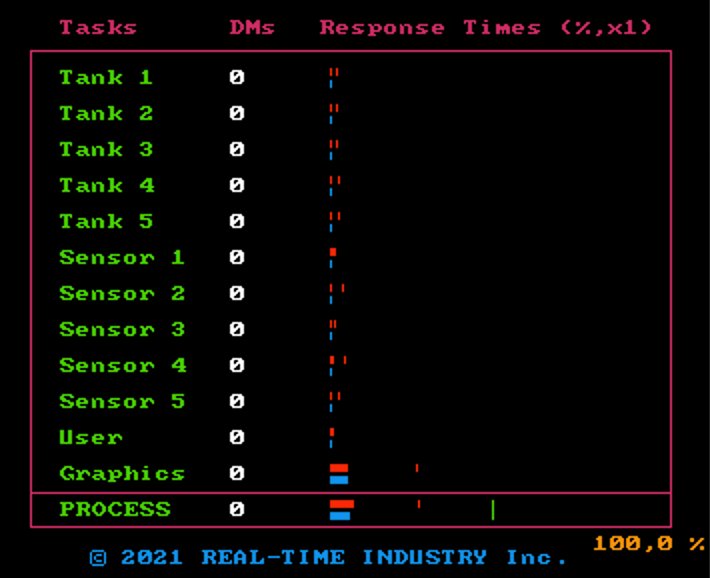 Tasks DMs Response Times (%,x1)
Tank 1 0
Tank 2 0
Tank 3 0
Tank 4 0
Tank 5 0
Sensor 1 0
Sensor 2 0
Sensor 3 0
Sensor 4 0
Sensor 5 0
User 0
Graphics 0
PROCESS 0
100,0 %
© 2021 REAL-TIME INDUSTRY Inc.